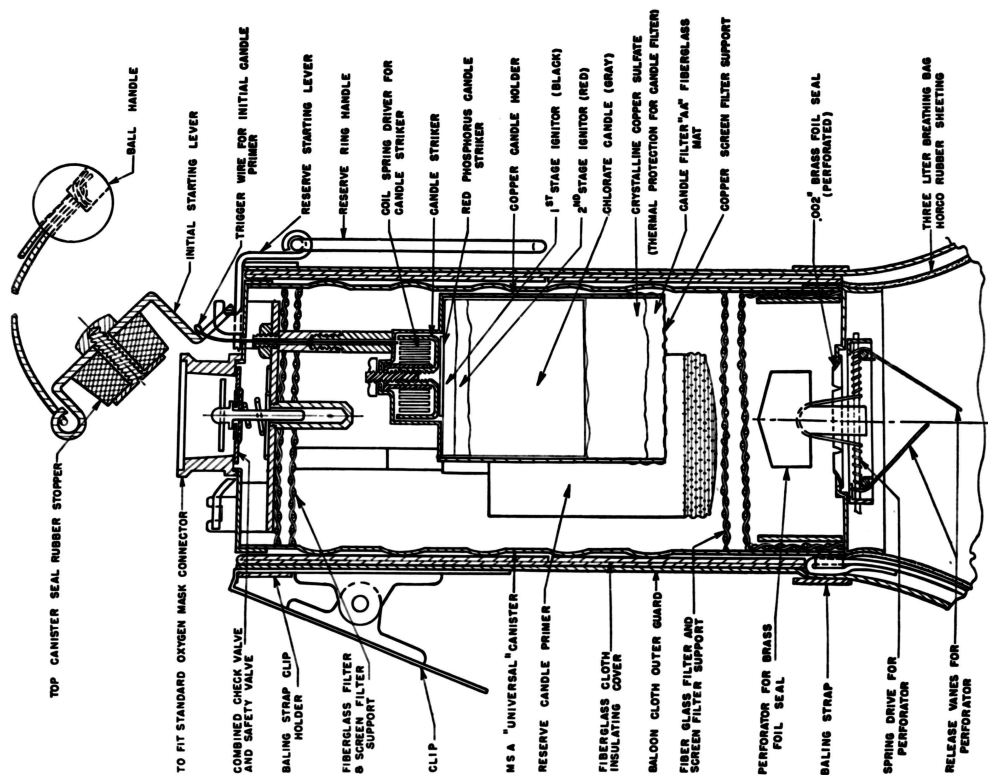 TOP CANISTER SEAL RUBBER STOPPER
TO FIT STANDARD OXYGEN MASK CONNECTOR
COMBINED CHECK VALVE
AND SAFETY VALVE
BALING STRAP CLIP
HOLDER
FIBERGLASS FILTER
& SCREEN FILTER
SUPPORT
CLIP
MSA "UNIVERSAL" CANISTER
RESERVE CANDLE PRIMER
FIBERGLASS CLOTH
INSULATING COVER
BALOON CLOTH OUTER GUARD
FIBER GLASS FILTER AND
SCREEN FILTER SUPPORT
PERFORATOR FOR BRASS
FOIL SEAL
BALING STRAP
SPRING DRIVE FOR
PERFORATOR
RELEASE VANES FOR
PERFORATOR
BALL HANDLE
INITIAL STARTING LEVER
TRIGGER WIRE FOR INITIAL CANDLE
PRIMER
RESERVE STARTING LEVER
RESERVE RING HANDLE
COIL SPRING DRIVER FOR
CANDLE STRIKER
CANDLE STRIKER
RED PHOSPHORUS CANDLE
STRIKER
COPPER CANDLE HOLDER
1ST STAGE IGNITOR (BLACK)
2ND STAGE IGNITOR (RED)
CHLORATE CANDLE (GRAY)
CRYSTALLINE COPPER SULFATE
(THERMAL PROTECTION FOR CANDLE FILTER)
CANDLE FILTER "AA" FIBERGLASS
MAT
COPPER SCREEN FILTER SUPPORT
.002" BRASS FOIL SEAL
(PERFORATED)
THREE LITER BREATHING BAG
HORCO RUBBER SHEETING